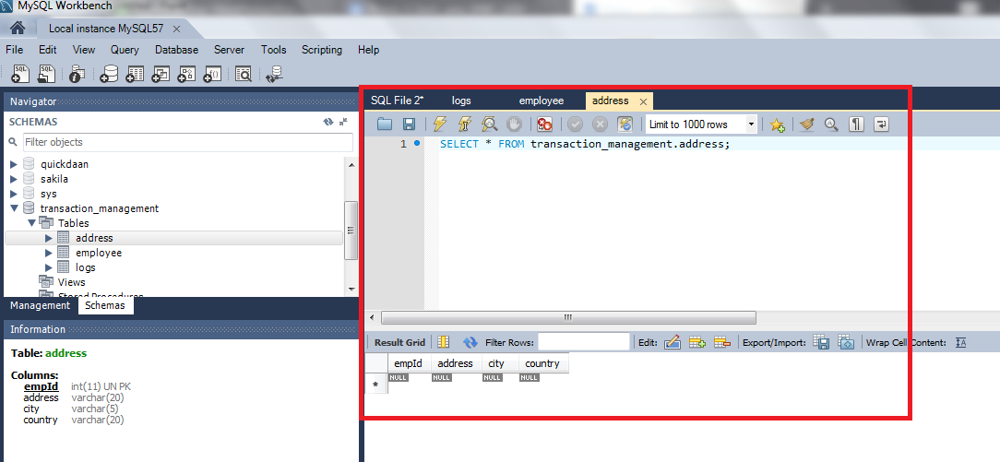 MySQL Workbench
Local instance MySQL57
File Edit View Query Database Server Tools Scripting Help
SQL SQL
Navigator
SCHEMAS
Filter objects
quickdaan
sakila
sys
transaction_management
Tables
address
employee
logs
Views
Stored Procedures
Management Schemas
Information
Table: address
Columns:
empId int(11) UN PK
address varchar(20)
city varchar(5)
country varchar(20)
SQL File 2* logs employee address
Limit to 1000 rows
1 SELECT * FROM transaction_management.address;
Result Grid Filter Rows: Edit: Export/Import: Wrap Cell Content:
empId address city country
* NULL NULL NULL NULL